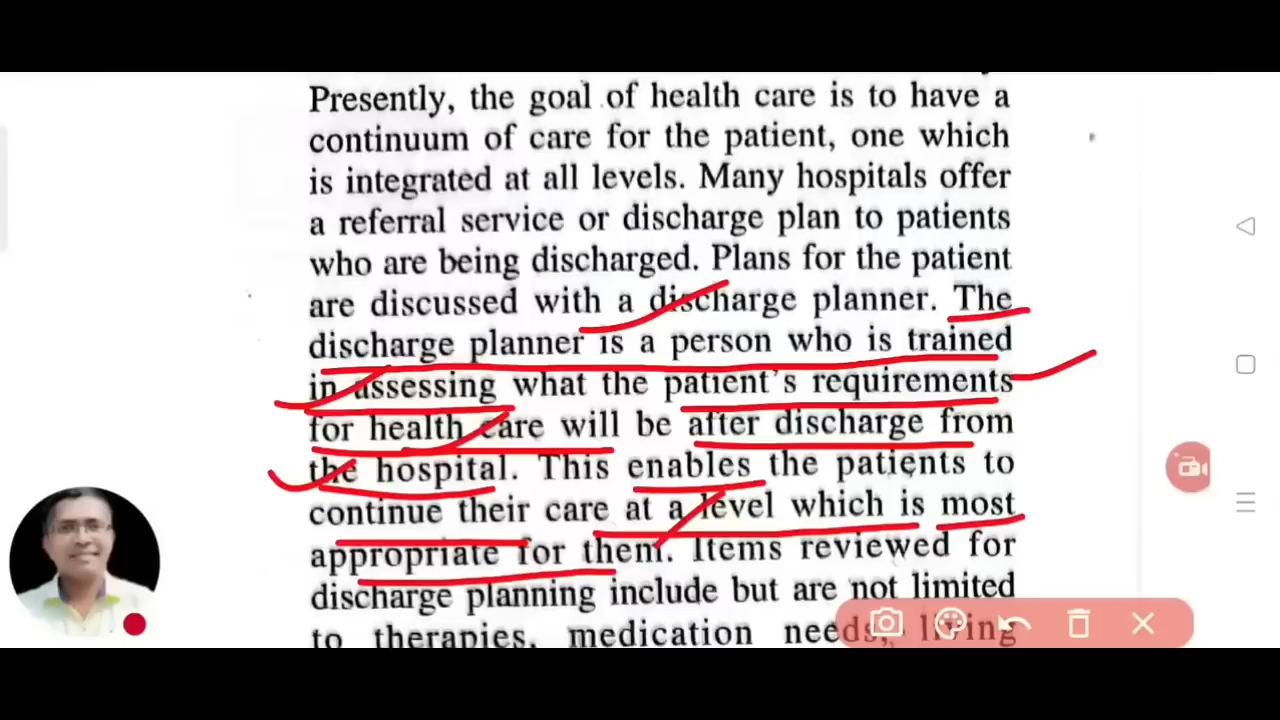 Presently, the goal of health care is to have a
continuum of care for the patient, one which
is integrated at all levels. Many hospitals offer
a referral service or discharge plan to patients
who are being discharged. Plans for the patient
are discussed with a discharge planner. The
discharge planner is a person who is trained
in assessing what the patient's requirements
for health care will be after discharge from
the hospital. This enables the patients to
continue their care at a level which is most
appropriate for them. Items reviewed for
discharge planning include but are not limited
to therapies, medication needs, living